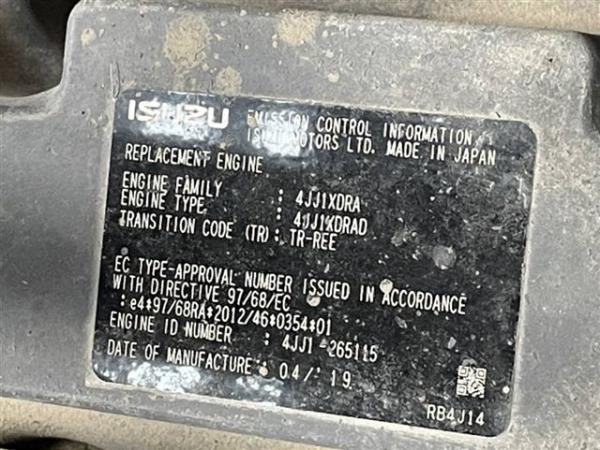 ISUZU
EMISSION CONTROL INFORMATION
ISUZU MOTORS LTD. MADE IN JAPAN
REPLACEMENT ENGINE
ENGINE FAMILY : 4JJ1XDRA
ENGINE TYPE : 4JJ1XDRAD
TRANSITION CODE (TR): TR-REE
EC TYPE-APPROVAL NUMBER ISSUED IN ACCORDANCE
WITH DIRECTIVE 97/68/EC
: e4*97/68RA*2012/46*0354*01
ENGINE ID NUMBER : 4JJ1-265115
DATE OF MANUFACTURE: 04/'19
RB4J14